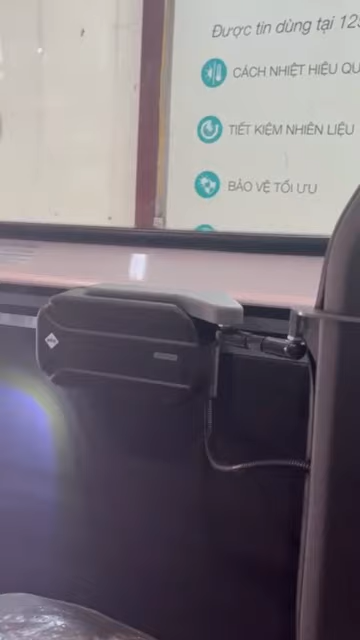 Được tin dùng tại 12
CÁCH NHIỆT HIỆU QU
TIẾT KIỆM NHIÊN LIỆU
BẢO VỆ TỐI ƯU